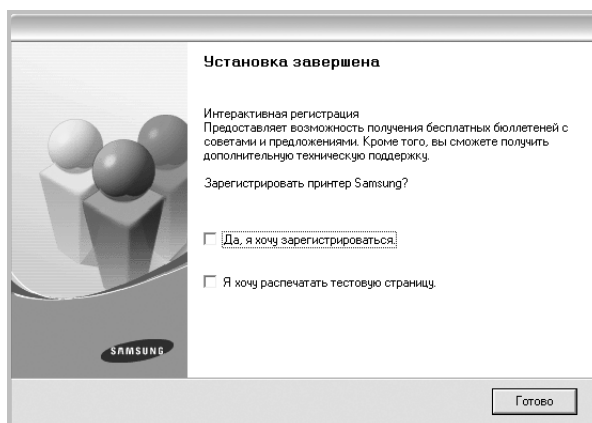 Установка завершена
Интерактивная регистрация
Предоставляет возможность получения бесплатных бюллетеней с
советами и предложениями. Кроме того, вы сможете получить
дополнительную техническую поддержку.
Зарегистрировать принтер Samsung?
Да, я хочу зарегистрироваться.
Я хочу распечатать тестовую страницу.
SAMSUNG
Готово